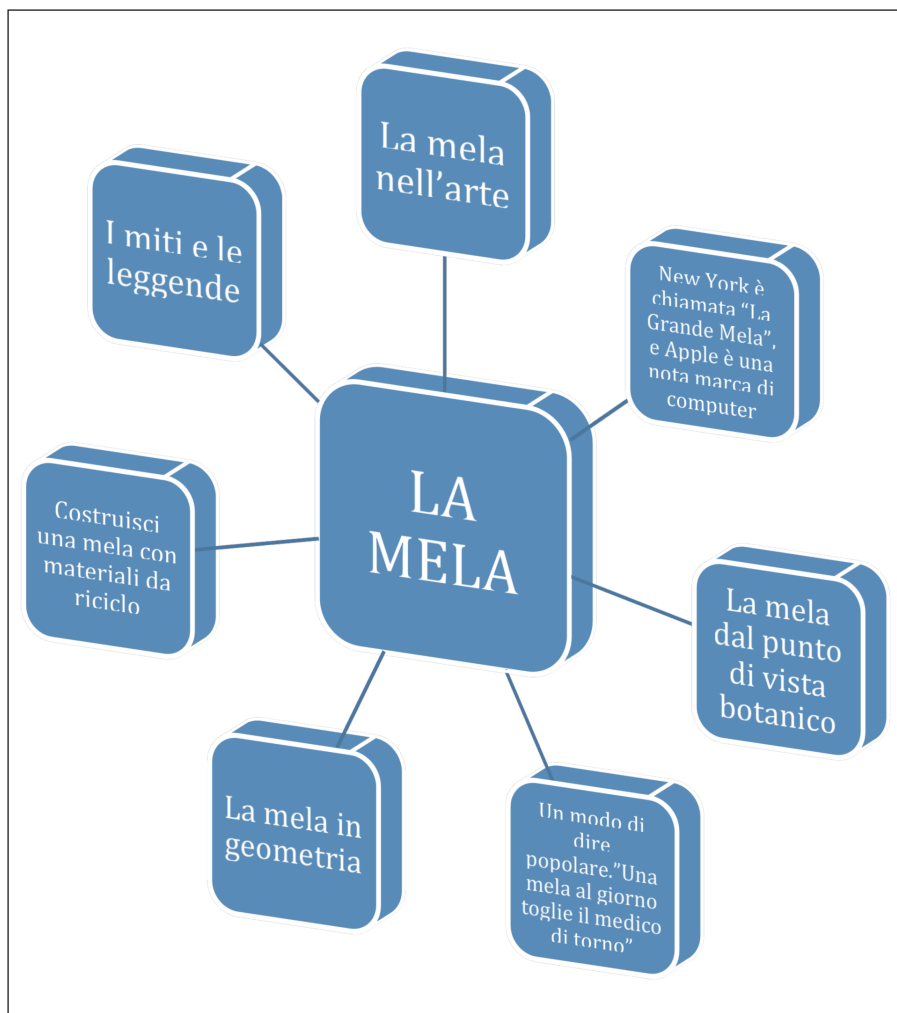 La mela
nell’arte
I miti e le
leggende
New York è
chiamata “La
Grande Mela”,
e Apple è una
nota marca di
computer
LA
MELA
Costruisci
una mela con
materiali da
riciclo
La mela
dal punto
di vista
botanico
La mela in
geometria
Un modo di
dire
popolare.”Una
mela al giorno
toglie il medico
di torno”